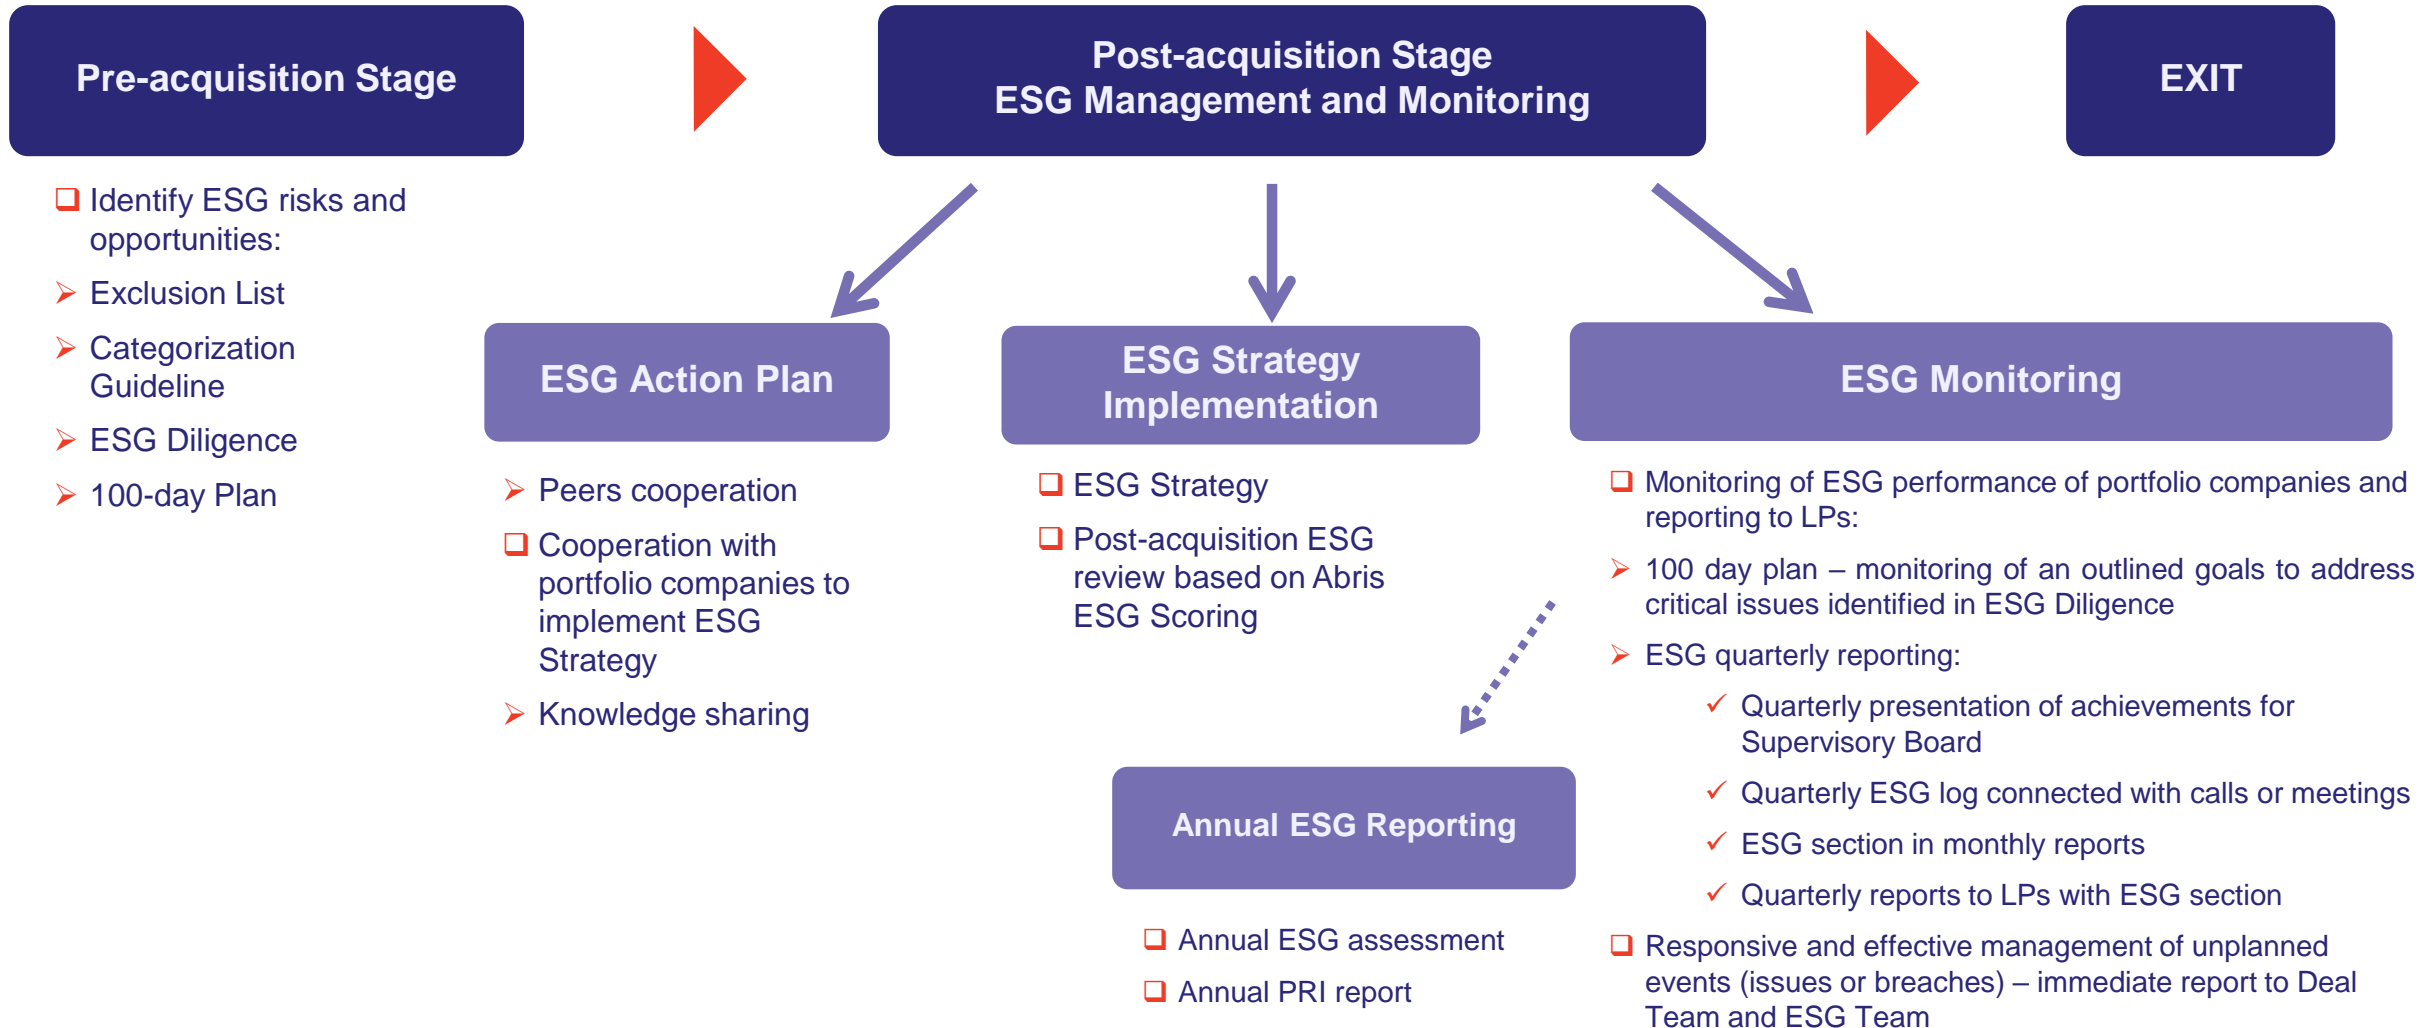 Pre-acquisition Stage
Post-acquisition Stage
ESG Management and Monitoring
EXIT
Identify ESG risks and
opportunities:
Exclusion List
Categorization
Guideline
ESG Diligence
100-day Plan
ESG Action Plan
Peers cooperation
Cooperation with
portfolio companies to
implement ESG
Strategy
Knowledge sharing
ESG Strategy
Implementation
ESG Strategy
Post-acquisition ESG
review based on Abris
ESG Scoring
Annual ESG Reporting
Annual ESG assessment
Annual PRI report
ESG Monitoring
Monitoring of ESG performance of portfolio companies and
reporting to LPs:
100 day plan – monitoring of an outlined goals to address
critical issues identified in ESG Diligence
ESG quarterly reporting:
Quarterly presentation of achievements for
Supervisory Board
Quarterly ESG log connected with calls or meetings
ESG section in monthly reports
Quarterly reports to LPs with ESG section
Responsive and effective management of unplanned
events (issues or breaches) – immediate report to Deal
Team and ESG Team